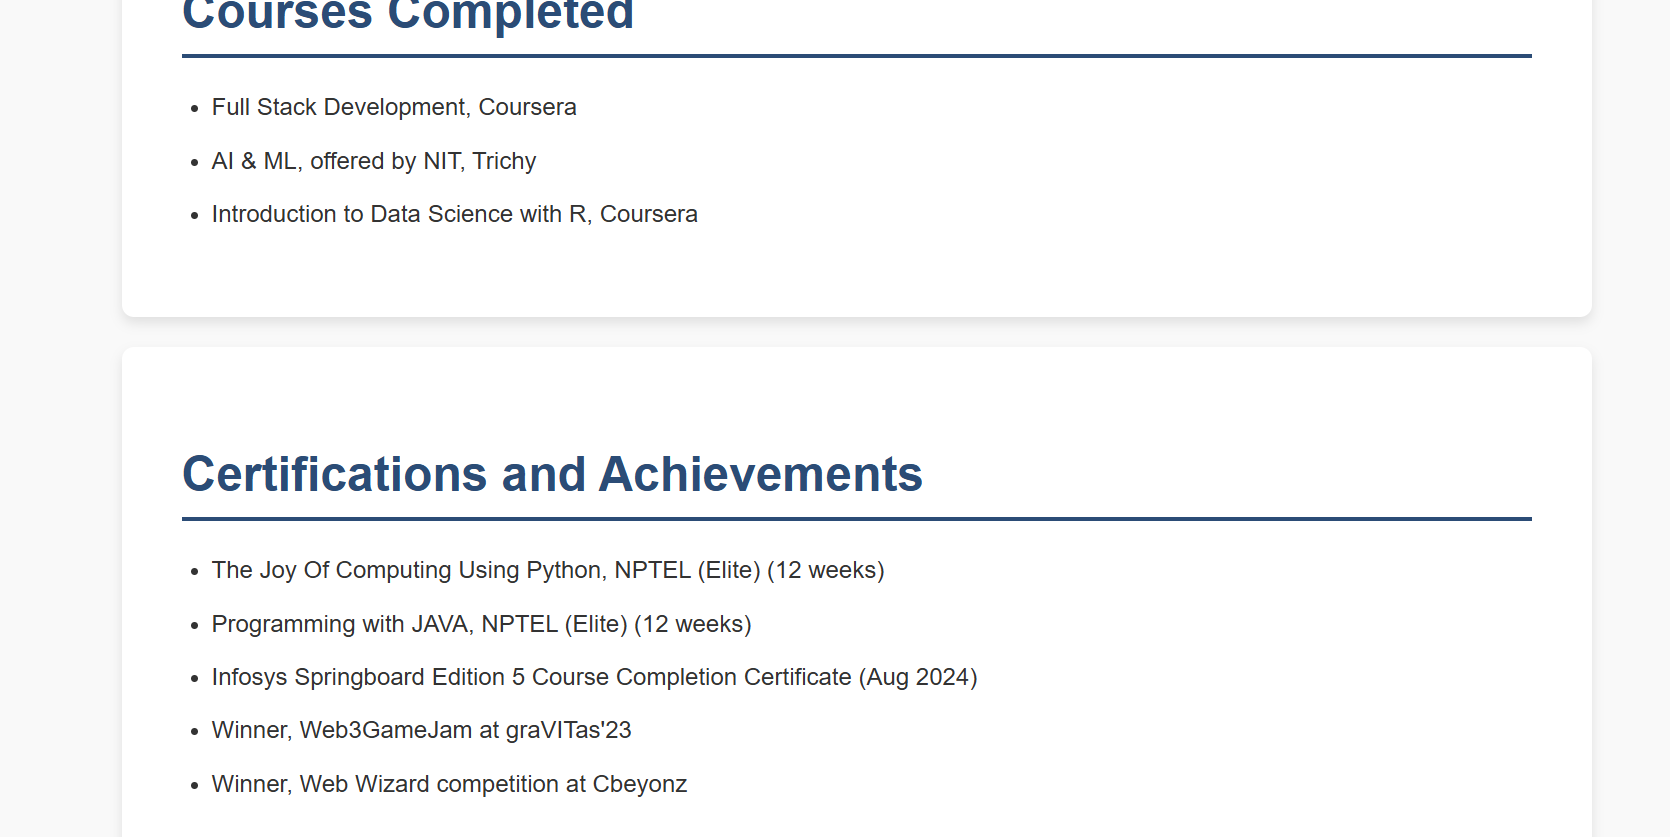 Courses Completed
Full Stack Development, Coursera
AI & ML, offered by NIT, Trichy
Introduction to Data Science with R, Coursera
Certifications and Achievements
The Joy Of Computing Using Python, NPTEL (Elite) (12 weeks)
Programming with JAVA, NPTEL (Elite) (12 weeks)
Infosys Springboard Edition 5 Course Completion Certificate (Aug 2024)
Winner, Web3GameJam at graVITas'23
Winner, Web Wizard competition at Cbeyonz